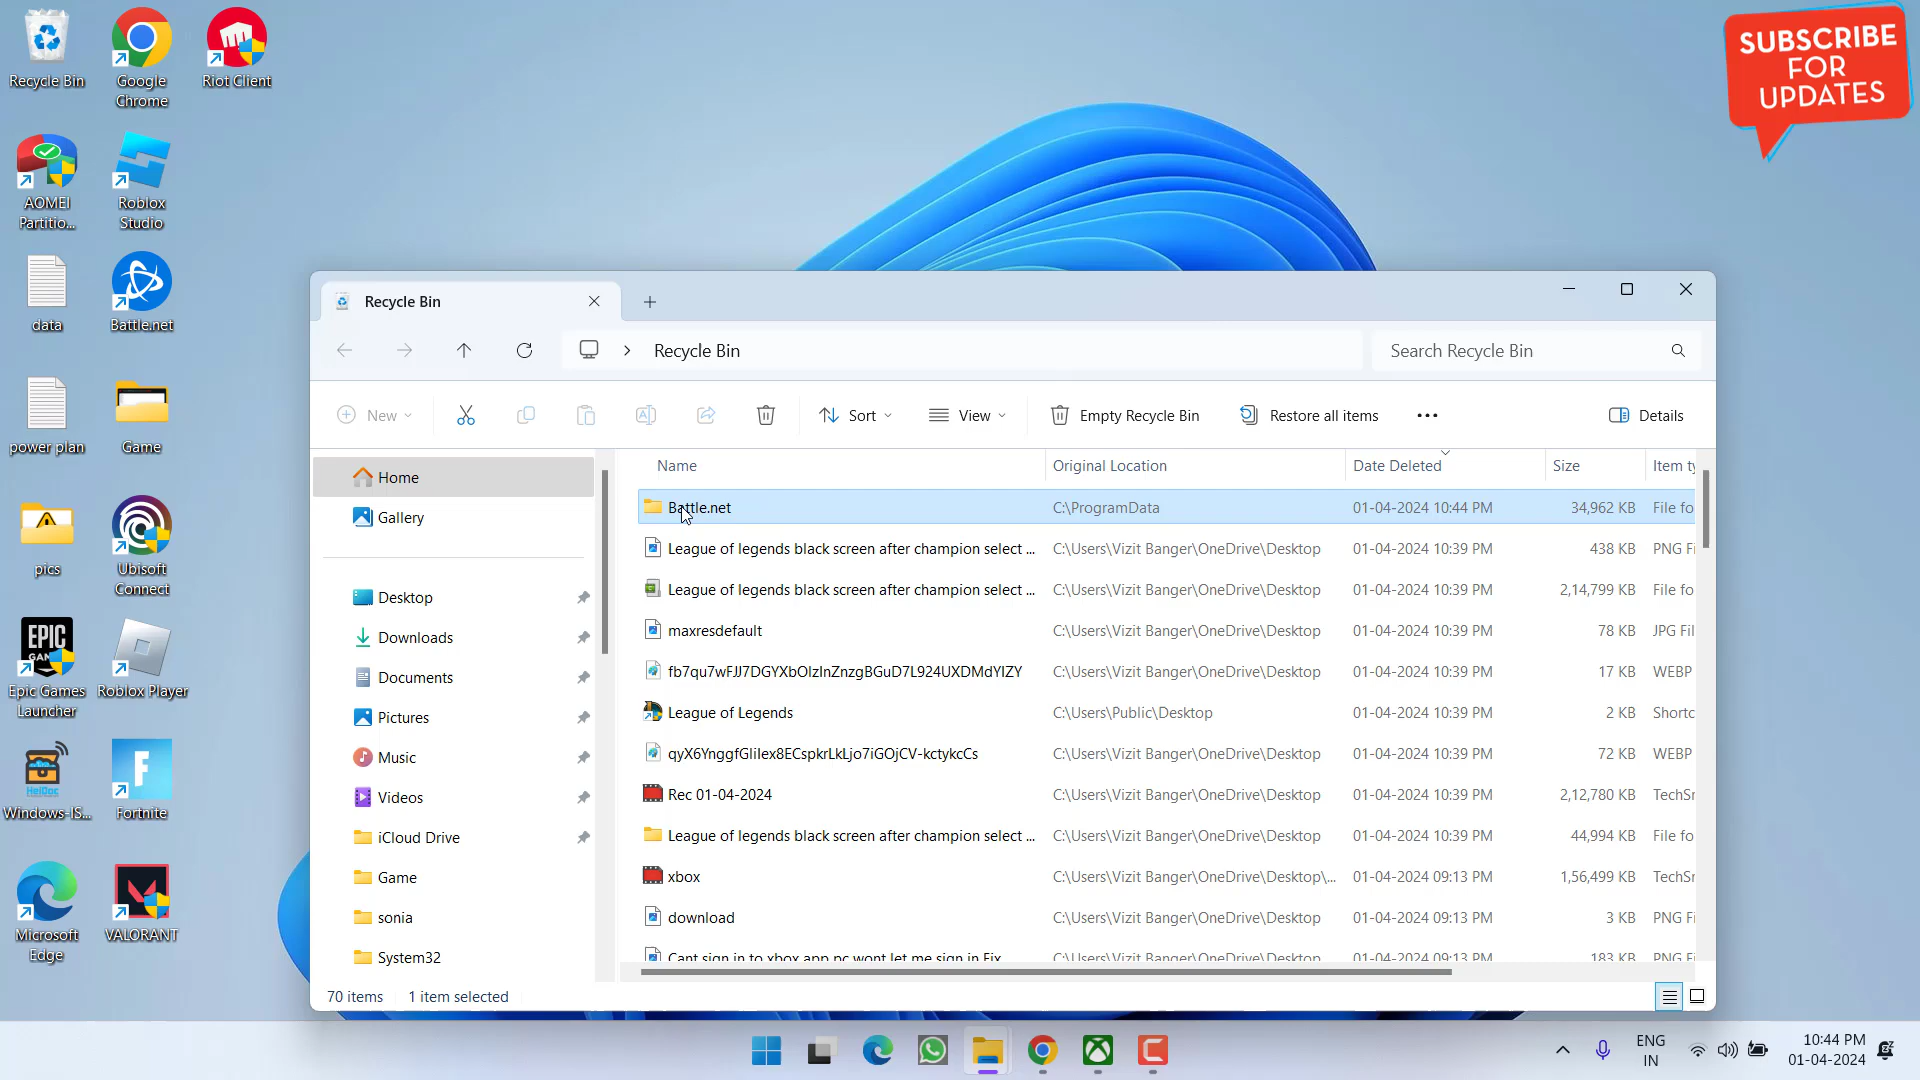 Recycle Bin
Google
Chrome
Riot Client
SUBSCRIBE
FOR
UPDATES
AOMEI
Partitio...
Roblox
Studio
data
Battle.net
power plan
Game
pics
Ubisoft
Connect
EPIC
Epic Games
Launcher
Roblox Player
Windows-IS...
Fortnite
Microsoft
Edge
VALORANT
Recycle Bin
Recycle Bin
Search Recycle Bin
New
Sort
View
Empty Recycle Bin
Restore all items
Details
Home
Gallery
Desktop
Downloads
Documents
Pictures
Music
Videos
iCloud Drive
Game
sonia
System32
Name Original Location Date Deleted Size Item ty
Battle.net C:\ProgramData 01-04-2024 10:44 PM 34,962 KB File fo
League of legends black screen after champion select ... C:\Users\Vizit Banger\OneDrive\Desktop 01-04-2024 10:39 PM 438 KB PNG Fi
League of legends black screen after champion select ... C:\Users\Vizit Banger\OneDrive\Desktop 01-04-2024 10:39 PM 2,14,799 KB File fo
maxresdefault C:\Users\Vizit Banger\OneDrive\Desktop 01-04-2024 10:39 PM 78 KB JPG Fil
C:\Users\Vizit Banger\OneDrive\Desktop 01-04-2024 10:39 PM 17 KB WEBP
League of Legends C:\Users\Public\Desktop 01-04-2024 10:39 PM 2 KB Shortc
C:\Users\Vizit Banger\OneDrive\Desktop 01-04-2024 10:39 PM 72 KB WEBP
Rec 01-04-2024 C:\Users\Vizit Banger\OneDrive\Desktop 01-04-2024 10:39 PM 2,12,780 KB TechSr
League of legends black screen after champion select ... C:\Users\Vizit Banger\OneDrive\Desktop 01-04-2024 10:39 PM 44,994 KB File fo
xbox C:\Users\Vizit Banger\OneDrive\Desktop\... 01-04-2024 09:13 PM 1,56,499 KB TechSr
download C:\Users\Vizit Banger\OneDrive\Desktop 01-04-2024 09:13 PM 3 KB PNG Fi
Cant sign in to xbox app pc wont let me sign in Fix C:\Users\Vizit Banger\OneDrive\Desktop 01-04-2024 09:13 PM 183 KB PNG Fi
70 items 1 item selected
ENG
IN
10:44 PM
01-04-2024